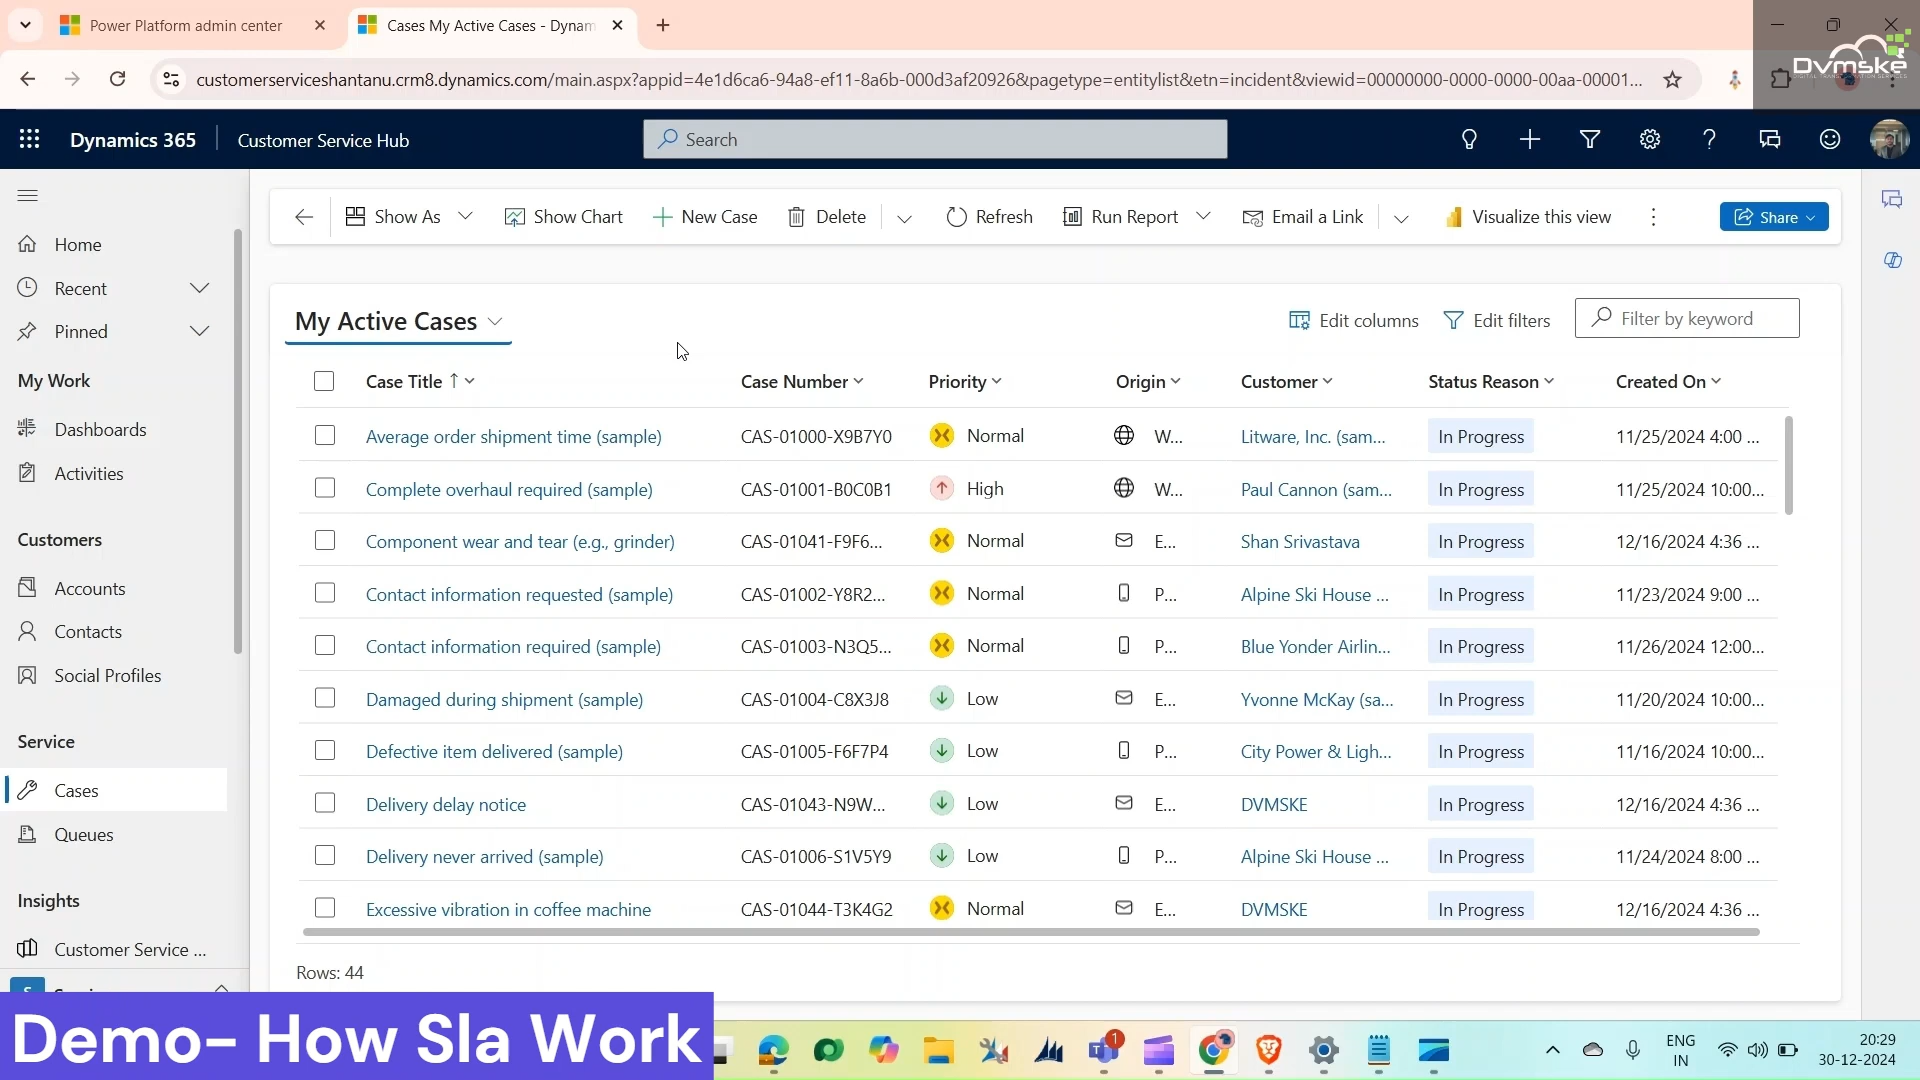 Power Platform admin center
Cases My Active Cases - Dynam
Dvmske
customerserviceshantanu.crm8.dynamics.com/main.aspx?appid=4e1d6ca6-94a8-ef11-8a6b-000d3af20926&pagetype=entitylist&etn=incident&viewid=00000000-0000-0000-00aa-00001...
Dynamics 365
Customer Service Hub
Search
Show As
Show Chart
New Case
Delete
Refresh
Run Report
Email a Link
Visualize this view
Share
Home
Recent
Pinned
My Work
Dashboards
Activities
Customers
Accounts
Contacts
Social Profiles
Service
Cases
Queues
Insights
Customer Service ...
My Active Cases
Edit columns
Edit filters
Filter by keyword
Case Title ↑ Case Number Priority Origin Customer Status Reason Created On
Average order shipment time (sample) CAS-01000-X9B7Y0 Normal W... Litware, Inc. (sam... In Progress 11/25/2024 4:00 ...
Complete overhaul required (sample) CAS-01001-B0C0B1 High W... Paul Cannon (sam... In Progress 11/25/2024 10:00...
Component wear and tear (e.g., grinder) CAS-01041-F9F6... Normal E... Shan Srivastava In Progress 12/16/2024 4:36 ...
Contact information requested (sample) CAS-01002-Y8R2... Normal P... Alpine Ski House ... In Progress 11/23/2024 9:00 ...
Contact information required (sample) CAS-01003-N3Q5... Normal P... Blue Yonder Airlin... In Progress 11/26/2024 12:00...
Damaged during shipment (sample) CAS-01004-C8X3J8 Low E... Yvonne McKay (sa... In Progress 11/20/2024 10:00...
Defective item delivered (sample) CAS-01005-F6F7P4 Low P... City Power & Ligh... In Progress 11/16/2024 10:00...
Delivery delay notice CAS-01043-N9W... Low E... DVMSKE In Progress 12/16/2024 4:36 ...
Delivery never arrived (sample) CAS-01006-S1V5Y9 Low P... Alpine Ski House ... In Progress 11/24/2024 8:00 ...
Excessive vibration in coffee machine CAS-01044-T3K4G2 Normal E... DVMSKE In Progress 12/16/2024 4:36 ...
Rows: 44
Demo- How Sla Work
1
ENG
IN
20:29
30-12-2024